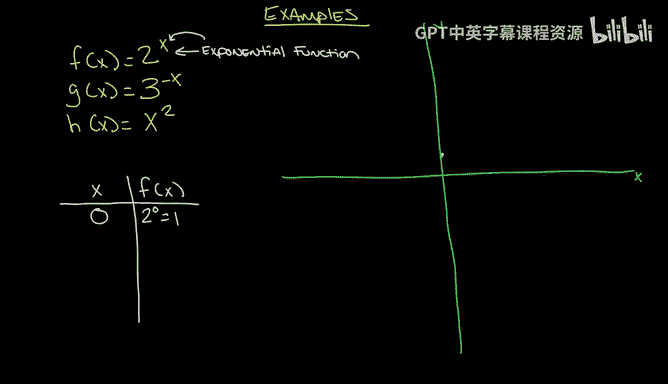 EXAMPLES
GPT中英字幕课程资源 bilibili
f(x)=2^x ← EXPONENTIAL FUNCTION
g(x)=3^-x
h(x)=x^2
x f(x)
0 2^0=1
x